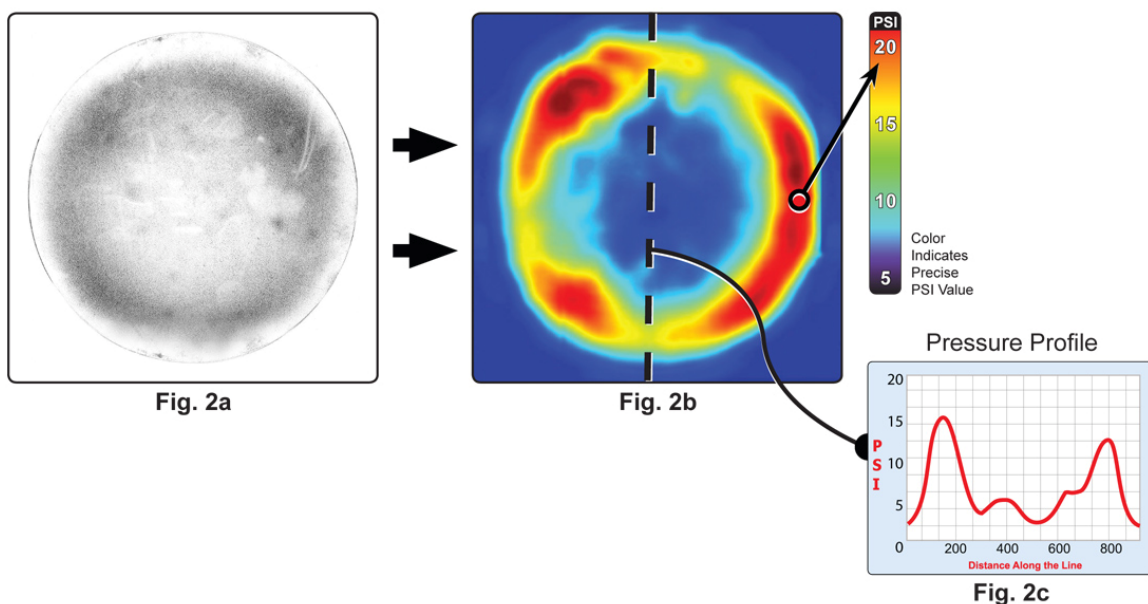 PSI
20
15
10
5
Color
Indicates
Precise
PSI Value
Fig. 2a
Fig. 2b
Pressure Profile
20
15
10
5
0
P
S
I
200
400
600
800
Distance Along the Line
Fig. 2c